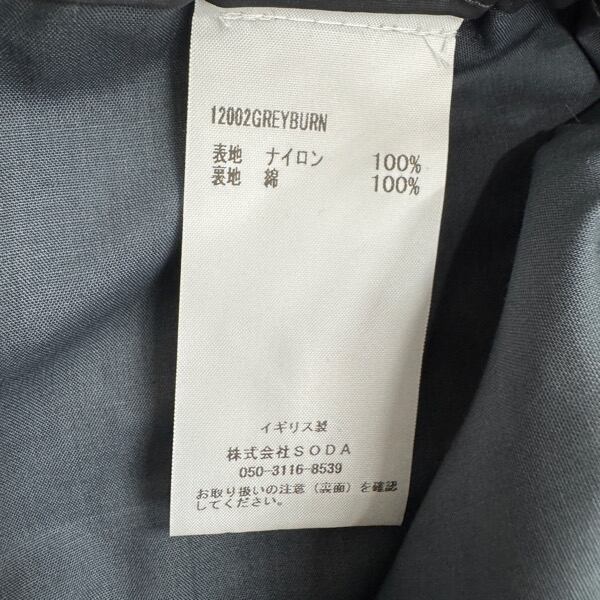 12002GREYBURN
表地 ナイロン 100%
裏地 綿 100%
イギリス製
株式会社SODA
050-3116-8539
お取り扱いの注意(裏面)を確認
してください。